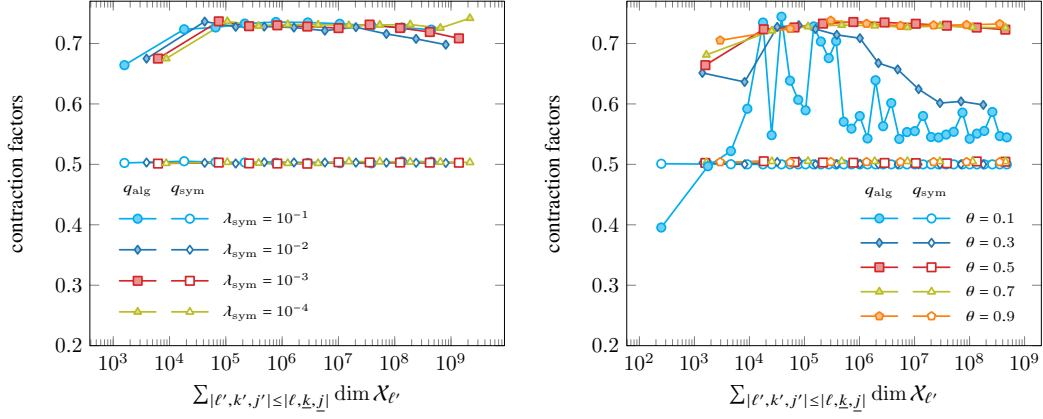 contraction factors
0.7
0.6
0.5
0.4
0.3
0.2
q_alg q_sym
λ_sym = 10^−1
λ_sym = 10^−2
λ_sym = 10^−3
λ_sym = 10^−4
10^3 10^4 10^5 10^6 10^7 10^8 10^9
∑_{|ℓ′,k′,j′|≤|ℓ,k̲,j̲|} dim 𝒳_{ℓ′}
contraction factors
0.7
0.6
0.5
0.4
0.3
0.2
q_alg q_sym
θ = 0.1
θ = 0.3
θ = 0.5
θ = 0.7
θ = 0.9
10^2 10^3 10^4 10^5 10^6 10^7 10^8 10^9
∑_{|ℓ′,k′,j′|≤|ℓ,k̲,j̲|} dim 𝒳_{ℓ′}